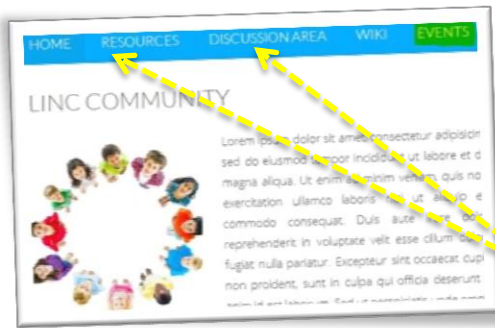 HOME RESOURCES DISCUSSION AREA WIKI EVENTS
LINC COMMUNITY
Lorem ipsum dolor sit amet, consectetur adipisicin
sed do eiusmod tempor incididunt ut labore et d
magna aliqua. Ut enim ad minim veniam, quis no
exercitation ullamco laboris nisi ut aliquip e
commodo consequat. Duis aute irure dolo
reprehenderit in voluptate velit esse cillum dolo
fugiat nulla pariatur. Excepteur sint occaecat cupi
non proident, sunt in culpa qui officia deserunt